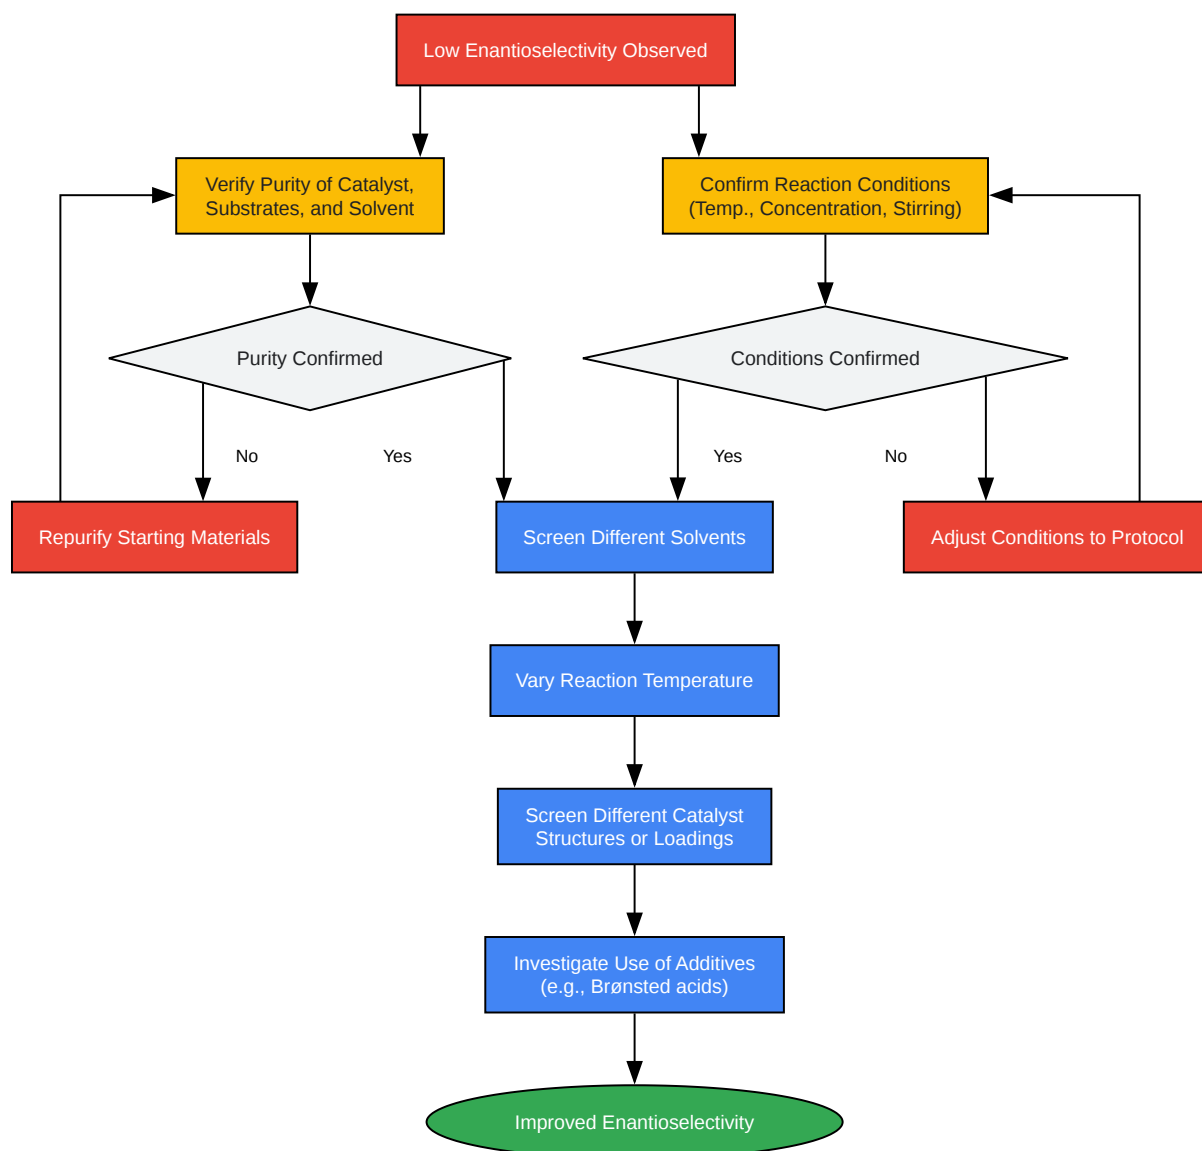 Low Enantioselectivity Observed
Verify Purity of Catalyst,
Substrates, and Solvent
Confirm Reaction Conditions
(Temp., Concentration, Stirring)
Purity Confirmed
Conditions Confirmed
No
Yes
Yes
No
Repurify Starting Materials
Screen Different Solvents
Adjust Conditions to Protocol
Vary Reaction Temperature
Screen Different Catalyst
Structures or Loadings
Investigate Use of Additives
(e.g., Brønsted acids)
Improved Enantioselectivity